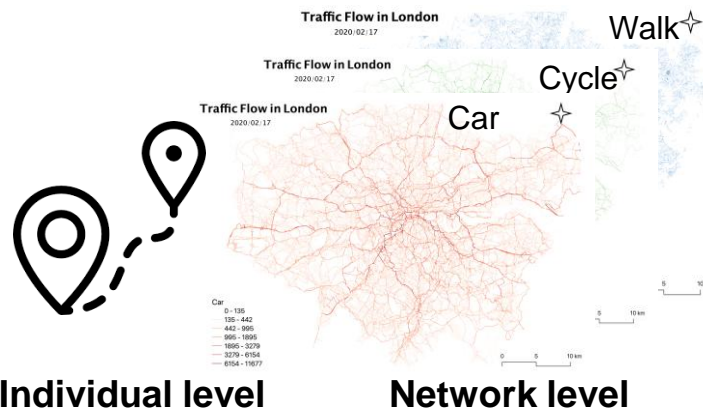 Traffic Flow in London
2020/02/17
Walk
Traffic Flow in London
2020/02/17
Cycle
Traffic Flow in London
2020/02/17
Car
Car
0 - 135
135 - 442
442 - 995
995 - 1895
1895 - 3279
3279 - 6154
6154 - 11677
0 5 10 km
5 10 km
5 10
Individual level
Network level